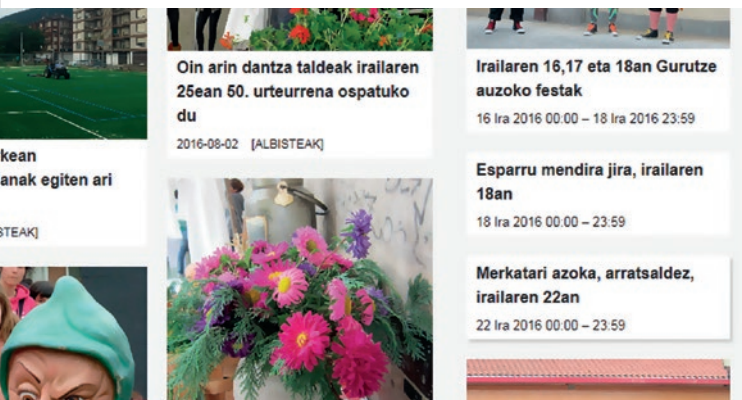 rkean
anak egiten ari
STEAK]
Oin arin dantza taldeak irailaren
25ean 50. urteurrena ospatuko
du
2016-08-02 [ALBISTEAK]
Irailaren 16,17 eta 18an Gurutze
auzoko festak
16 Ira 2016 00:00 – 18 Ira 2016 23:59
Esparru mendira jira, irailaren
18an
18 Ira 2016 00:00 – 23:59
Merkatari azoka, arratsaldez,
irailaren 22an
22 Ira 2016 00:00 – 23:59